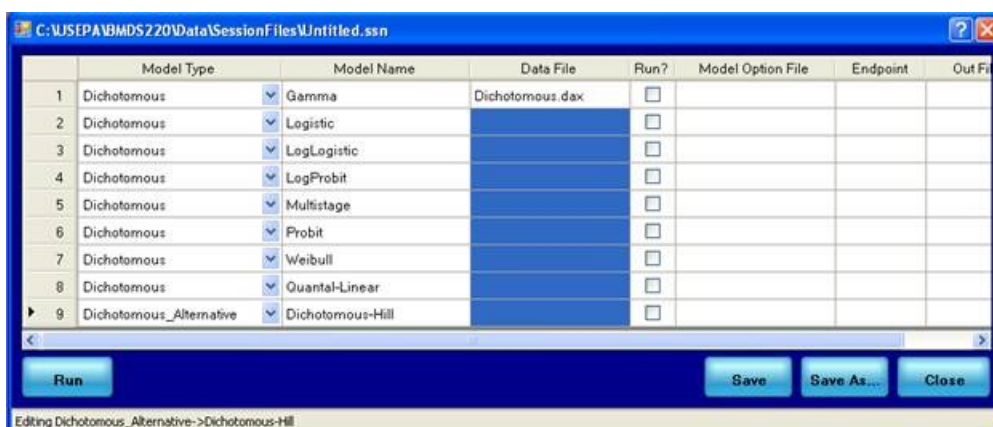 C:\USEPA\BMDS220\Data\SessionFiles\Untitled.ssn
Model Type Model Name Data File Run? Model Option File Endpoint Out Fil
1 Dichotomous Gamma Dichotomous.dax
2 Dichotomous Logistic
3 Dichotomous LogLogistic
4 Dichotomous LogProbit
5 Dichotomous Multistage
6 Dichotomous Probit
7 Dichotomous Weibull
8 Dichotomous Quantal-Linear
9 Dichotomous_Alternative Dichotomous-Hill
Run Save Save As... Close
Editing Dichotomous_Alternative->Dichotomous-Hill